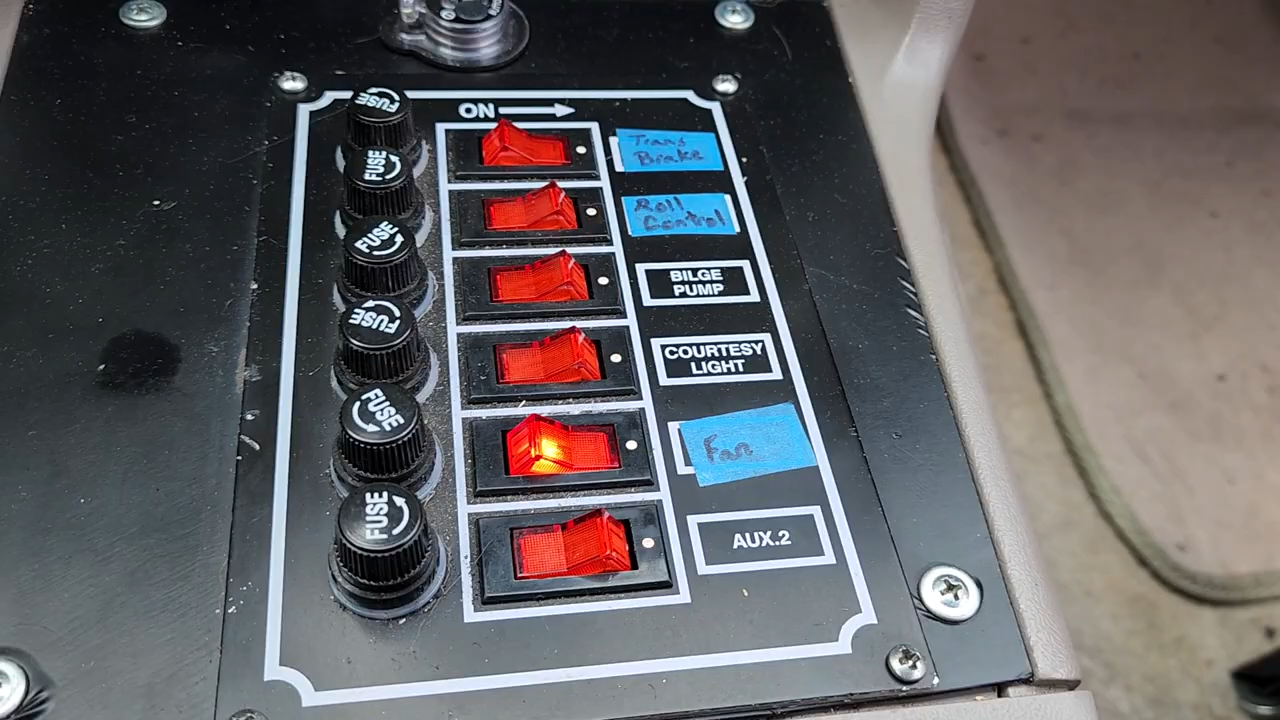 ON
FUSE
Trans
Brake
FUSE
Roll
Control
FUSE
BILGE
PUMP
FUSE
COURTESY
LIGHT
FUSE
Fan
FUSE
AUX.2